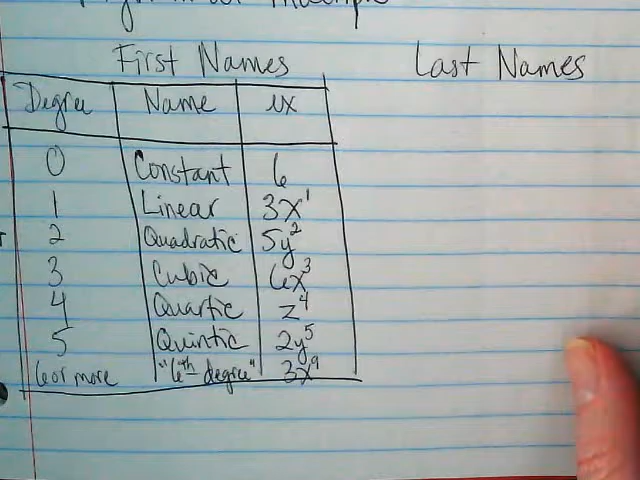 First Names Last Names
Degree Name ex
0 Constant 6
1 Linear 3x¹
2 Quadratic 5y²
3 Cubic 6x³
4 Quartic z⁴
5 Quintic 2y⁵
6 or more "6th degree" 3x⁹